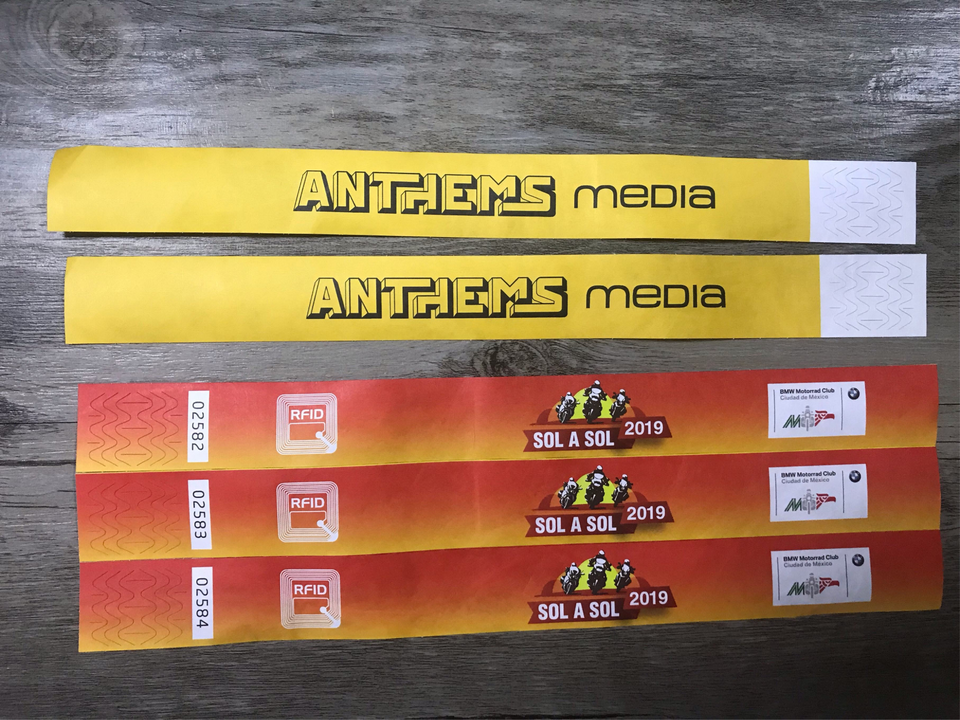 ANTHEMS MEDIA
ANTHEMS MEDIA
02582
RFID
SOL A SOL 2019
BMW Motorrad Club
Ciudad de México
02583
RFID
SOL A SOL 2019
BMW Motorrad Club
Ciudad de México
02584
RFID
SOL A SOL 2019
BMW Motorrad Club
Ciudad de México